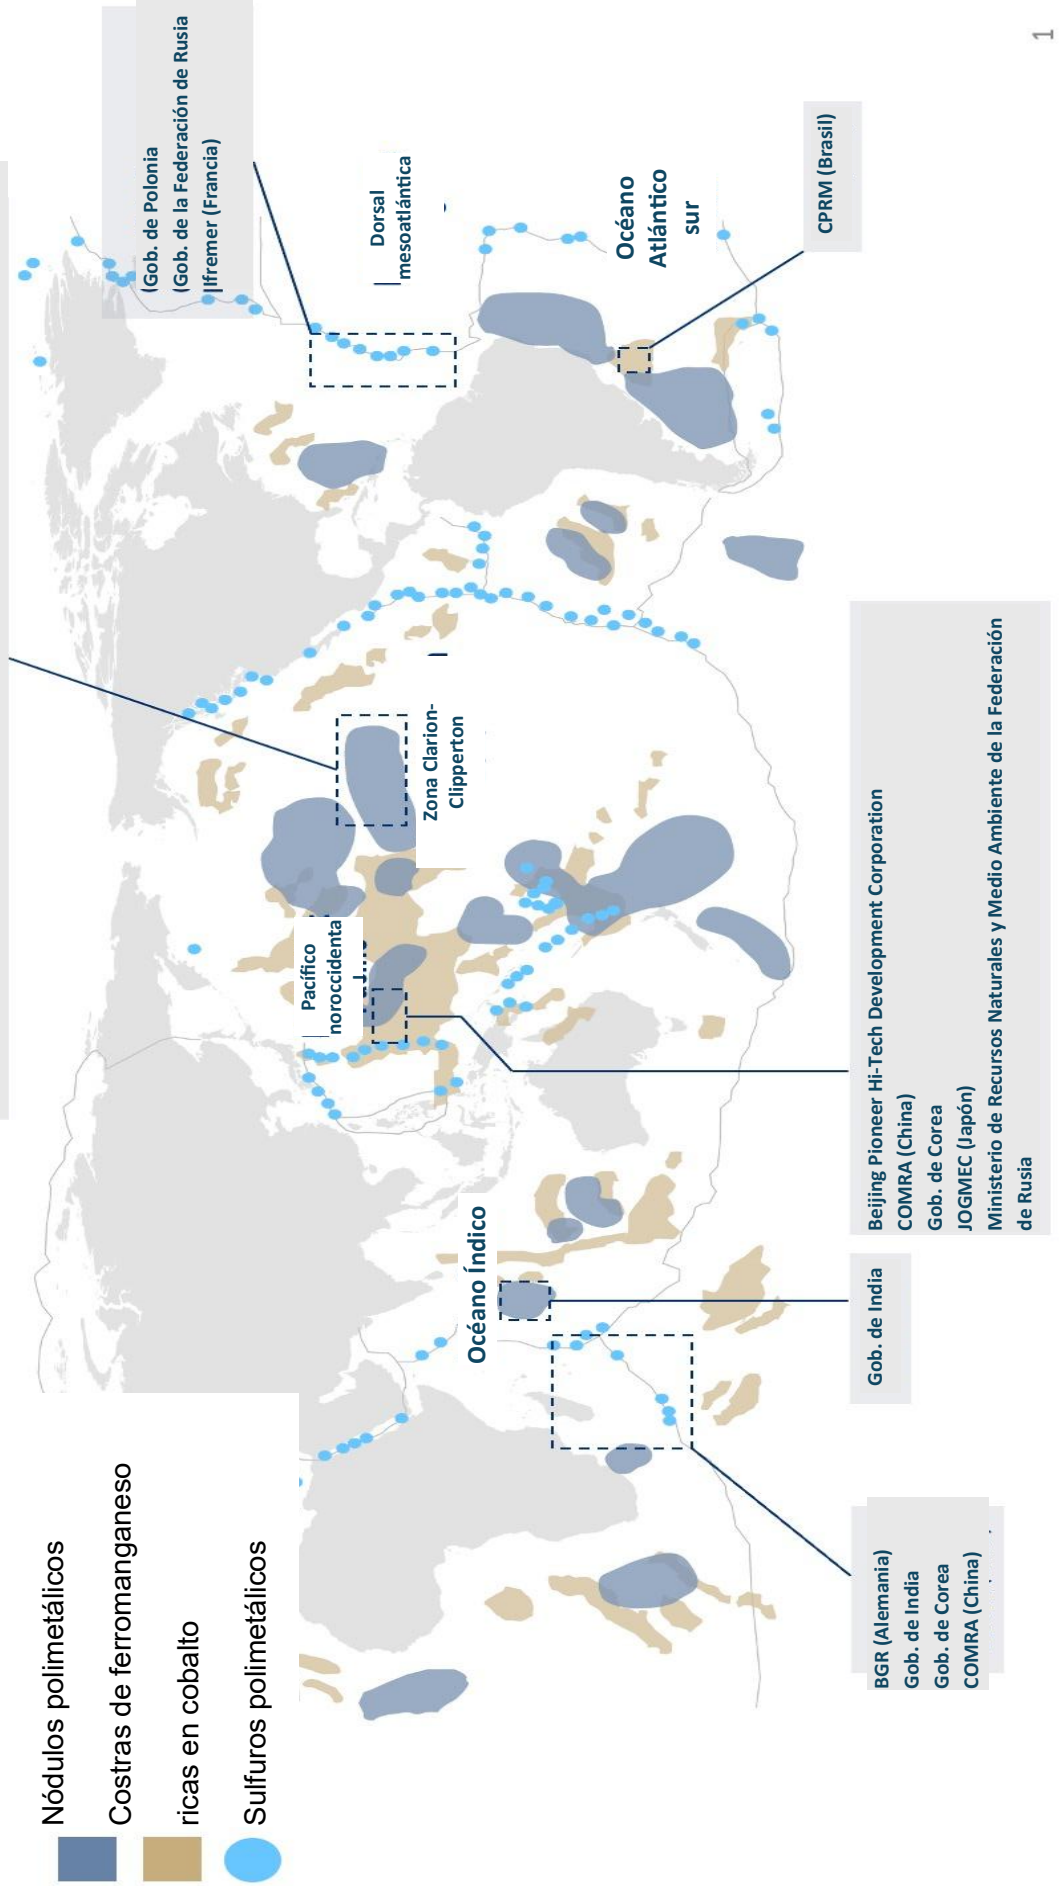 Nódulos polimetálicos
Costras de ferromanganeso
ricas en cobalto
Sulfuros polimetálicos
(Gob. de Polonia
(Gob. de la Federación de Rusia
Ifremer (Francia)
Dorsal
mesoatlántica
Océano
Atlántico
sur
CPRM (Brasil)
Zona Clarion-
Clipperton
Pacífico
noroccidenta
l
Océano Índico
Beijing Pioneer Hi-Tech Development Corporation
COMRA (China)
Gob. de Corea
JOGMEC (Japón)
Ministerio de Recursos Naturales y Medio Ambiente de la Federación
de Rusia
Gob. de India
BGR (Alemania)
Gob. de India
Gob. de Corea
COMRA (China)
1